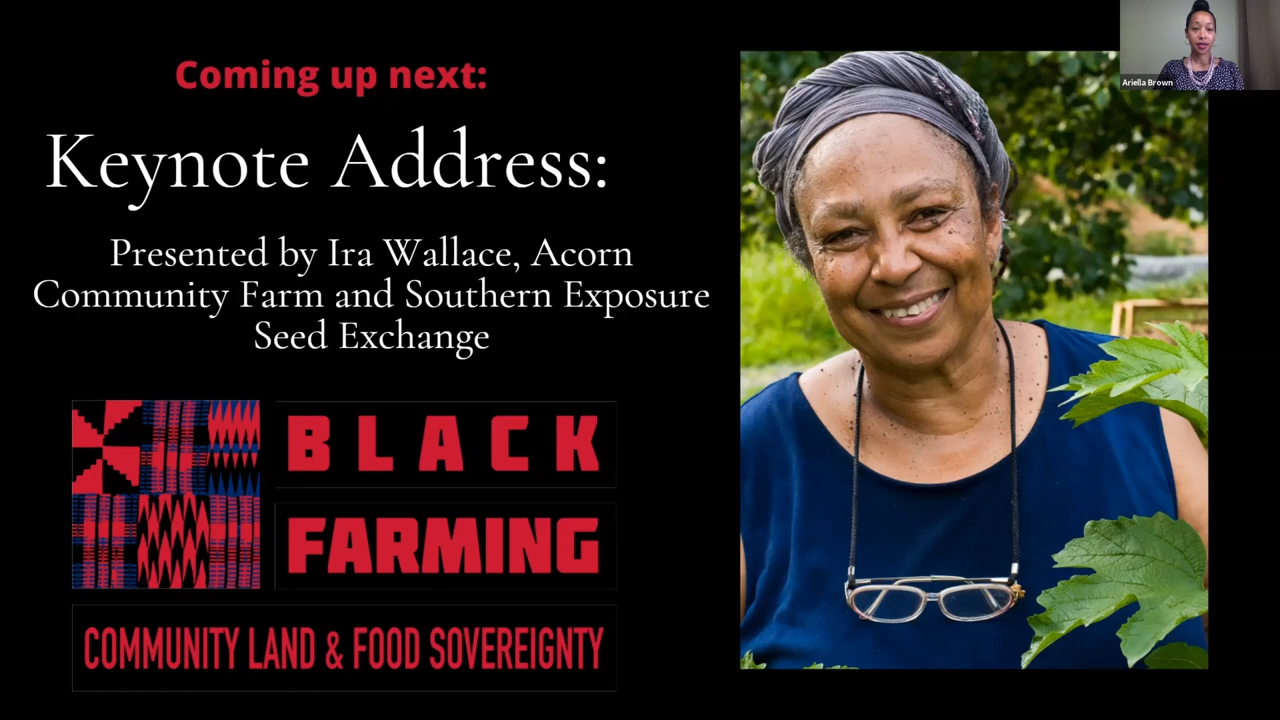 Coming up next:
Keynote Address:
Presented by Ira Wallace, Acorn
Community Farm and Southern Exposure
Seed Exchange
BLACK
FARMING
COMMUNITY LAND & FOOD SOVEREIGNTY
Ariella Brown